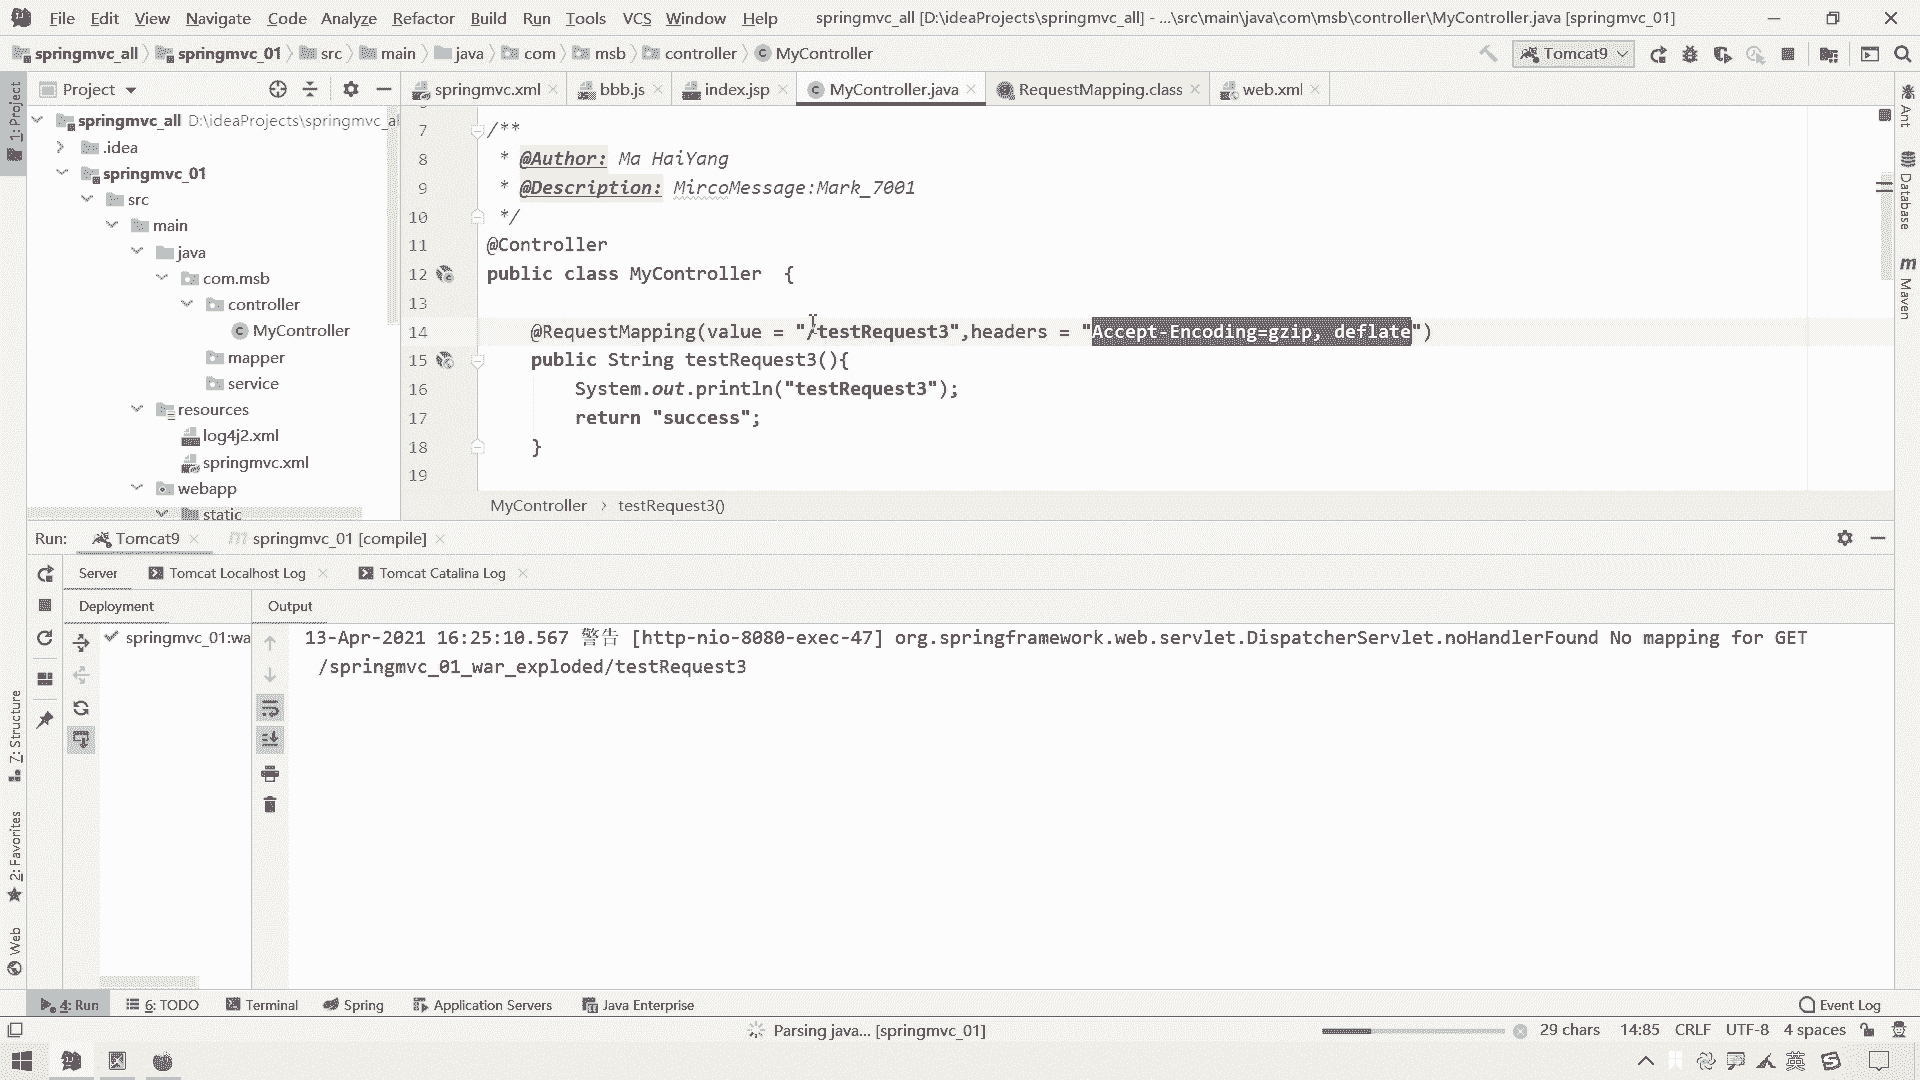 File Edit View Navigate Code Analyze Refactor Build Run Tools VCS Window Help springmvc_all [D:\ideaProjects\springmvc_all] - ...\src\main\java\com\msb\controller\MyController.java [springmvc_01]
springmvc_all springmvc_01 src main java com msb controller MyController Tomcat9
Project springmvc.xml bbb.js index.jsp MyController.java RequestMapping.class web.xml
springmvc_all D:\ideaProjects\springmvc_al
.idea
springmvc_01
src
main
java
com.msb
controller
MyController
mapper
service
resources
log4j2.xml
springmvc.xml
webapp
static
7 /**
8 * @Author: Ma HaiYang
9 * @Description: MircoMessage:Mark_7001
10 */
11 @Controller
12 public class MyController {
13
14 @RequestMapping(value = "/testRequest3",headers = "Accept-Encoding=gzip, deflate")
15 public String testRequest3(){
16 System.out.println("testRequest3");
17 return "success";
18 }
19
MyController › testRequest3()
1: Project
7: Structure
2: Favorites
Web
Ant
Database
Maven
Run: Tomcat9 springmvc_01 [compile]
Server Tomcat Localhost Log Tomcat Catalina Log
Deployment Output
springmvc_01:wa
13-Apr-2021 16:25:10.567 警告 [http-nio-8080-exec-47] org.springframework.web.servlet.DispatcherServlet.noHandlerFound No mapping for GET
/springmvc_01_war_exploded/testRequest3
4: Run 6: TODO Terminal Spring Application Servers Java Enterprise Event Log
Parsing java... [springmvc_01] 29 chars 14:85 CRLF UTF-8 4 spaces
英